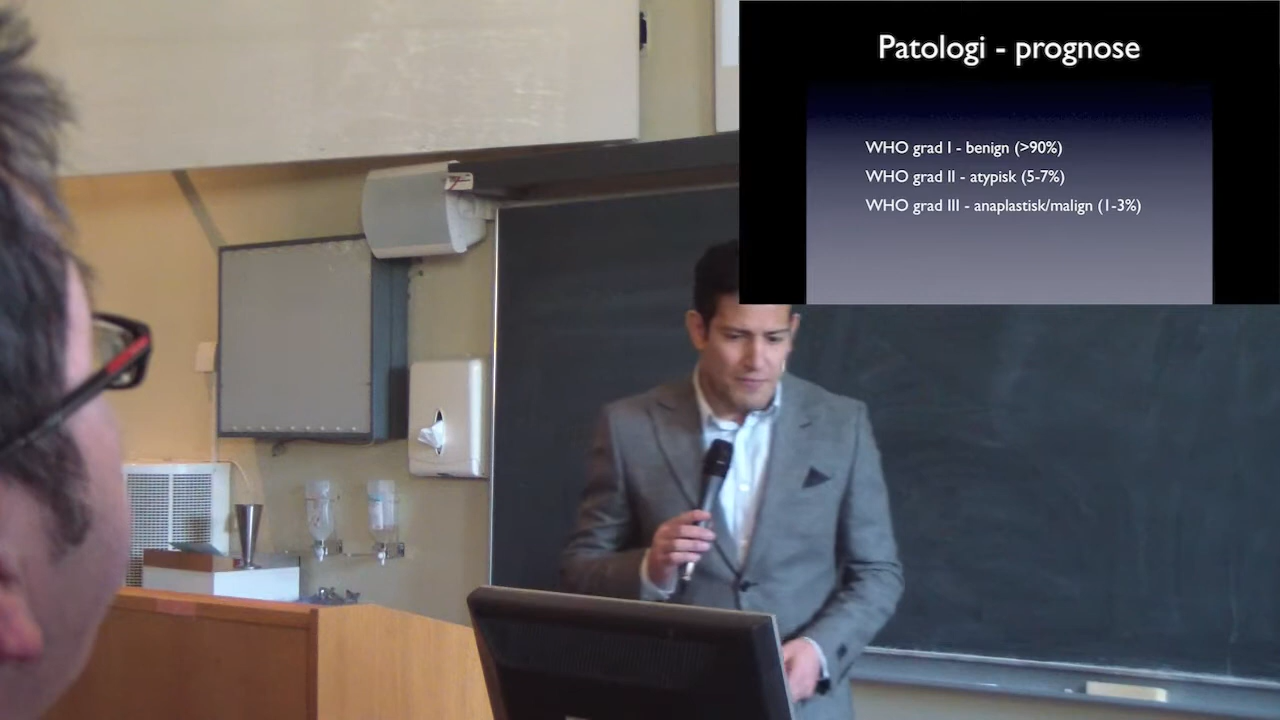 Patologi - prognose
WHO grad I - benign (>90%)
WHO grad II - atypisk (5-7%)
WHO grad III - anaplastisk/malign (1-3%)